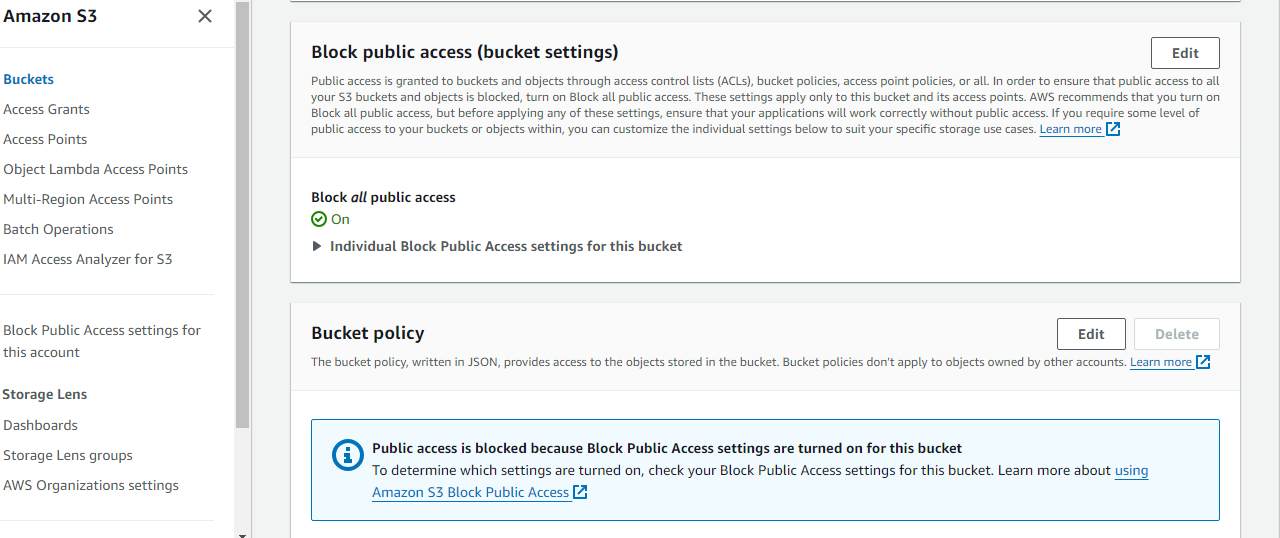 Amazon S3
Buckets
Access Grants
Access Points
Object Lambda Access Points
Multi-Region Access Points
Batch Operations
IAM Access Analyzer for S3
Block Public Access settings for
this account
Storage Lens
Dashboards
Storage Lens groups
AWS Organizations settings
Block public access (bucket settings)
Edit
Public access is granted to buckets and objects through access control lists (ACLs), bucket policies, access point policies, or all. In order to ensure that public access to all
your S3 buckets and objects is blocked, turn on Block all public access. These settings apply only to this bucket and its access points. AWS recommends that you turn on
Block all public access, but before applying any of these settings, ensure that your applications will work correctly without public access. If you require some level of
public access to your buckets or objects within, you can customize the individual settings below to suit your specific storage use cases. Learn more
Block all public access
On
Individual Block Public Access settings for this bucket
Bucket policy
Edit
Delete
The bucket policy, written in JSON, provides access to the objects stored in the bucket. Bucket policies don't apply to objects owned by other accounts. Learn more
Public access is blocked because Block Public Access settings are turned on for this bucket
To determine which settings are turned on, check your Block Public Access settings for this bucket. Learn more about using
Amazon S3 Block Public Access